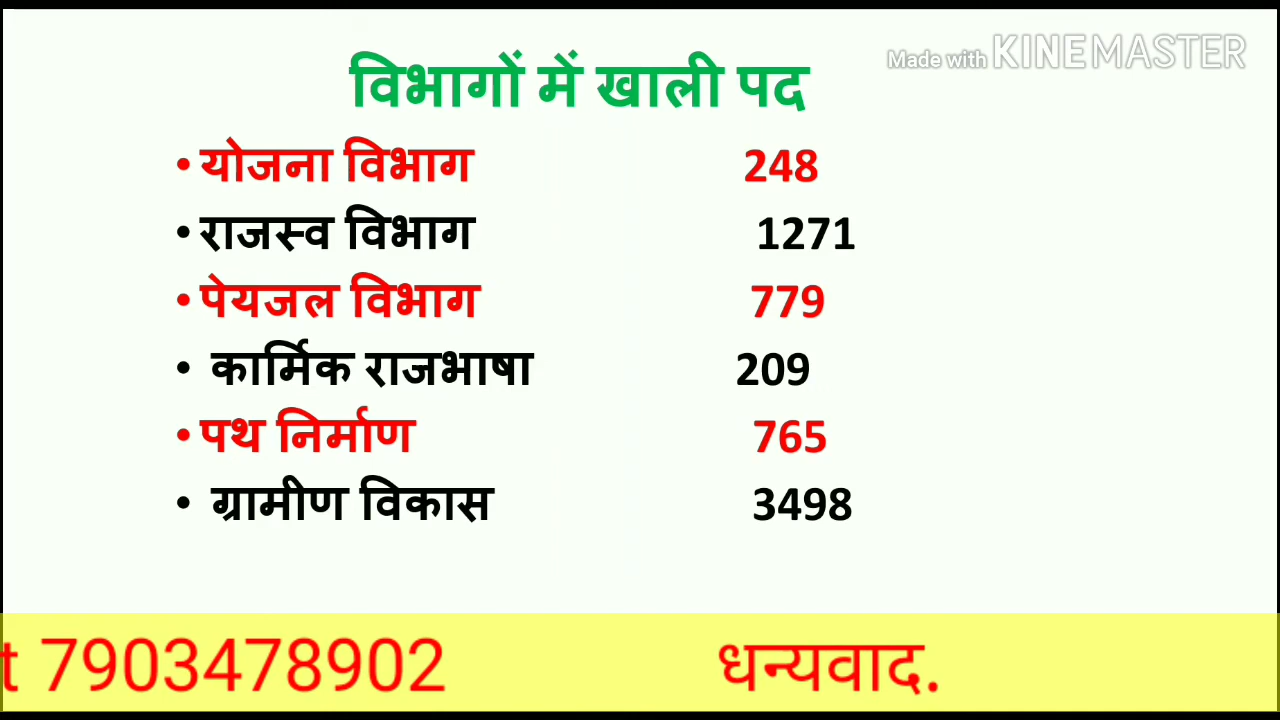 Made with KINEMASTER
विभागों में खाली पद
• योजना विभाग 248
• राजस्व विभाग 1271
• पेयजल विभाग 779
• कार्मिक राजभाषा 209
• पथ निर्माण 765
• ग्रामीण विकास 3498
t 7903478902 धन्यवाद.